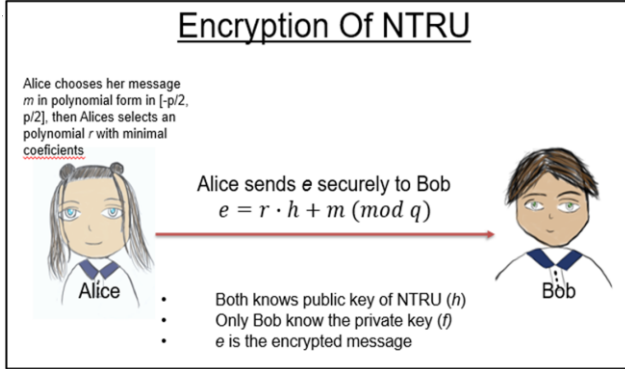 Encryption Of NTRU
Alice chooses her message
m in polynomial form in [-p/2,
p/2], then Alices selects an
polynomial r with minimal
coeficients
Alice sends e securely to Bob
e = r · h + m (mod q)
Alice
Bob
• Both knows public key of NTRU (h)
• Only Bob know the private key (f)
• e is the encrypted message